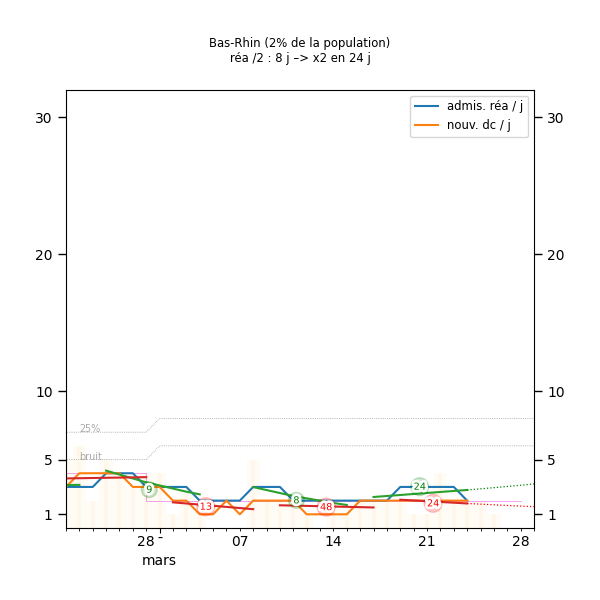 Bas-Rhin (2% de la population)
réa /2 : 8 j –> x2 en 24 j
admis. réa / j
nouv. dc / j
30 30
20 20
10 10
25%
bruit
5 5
24
9
8
13 48 24
1 1
28 07 14 21 28
mars